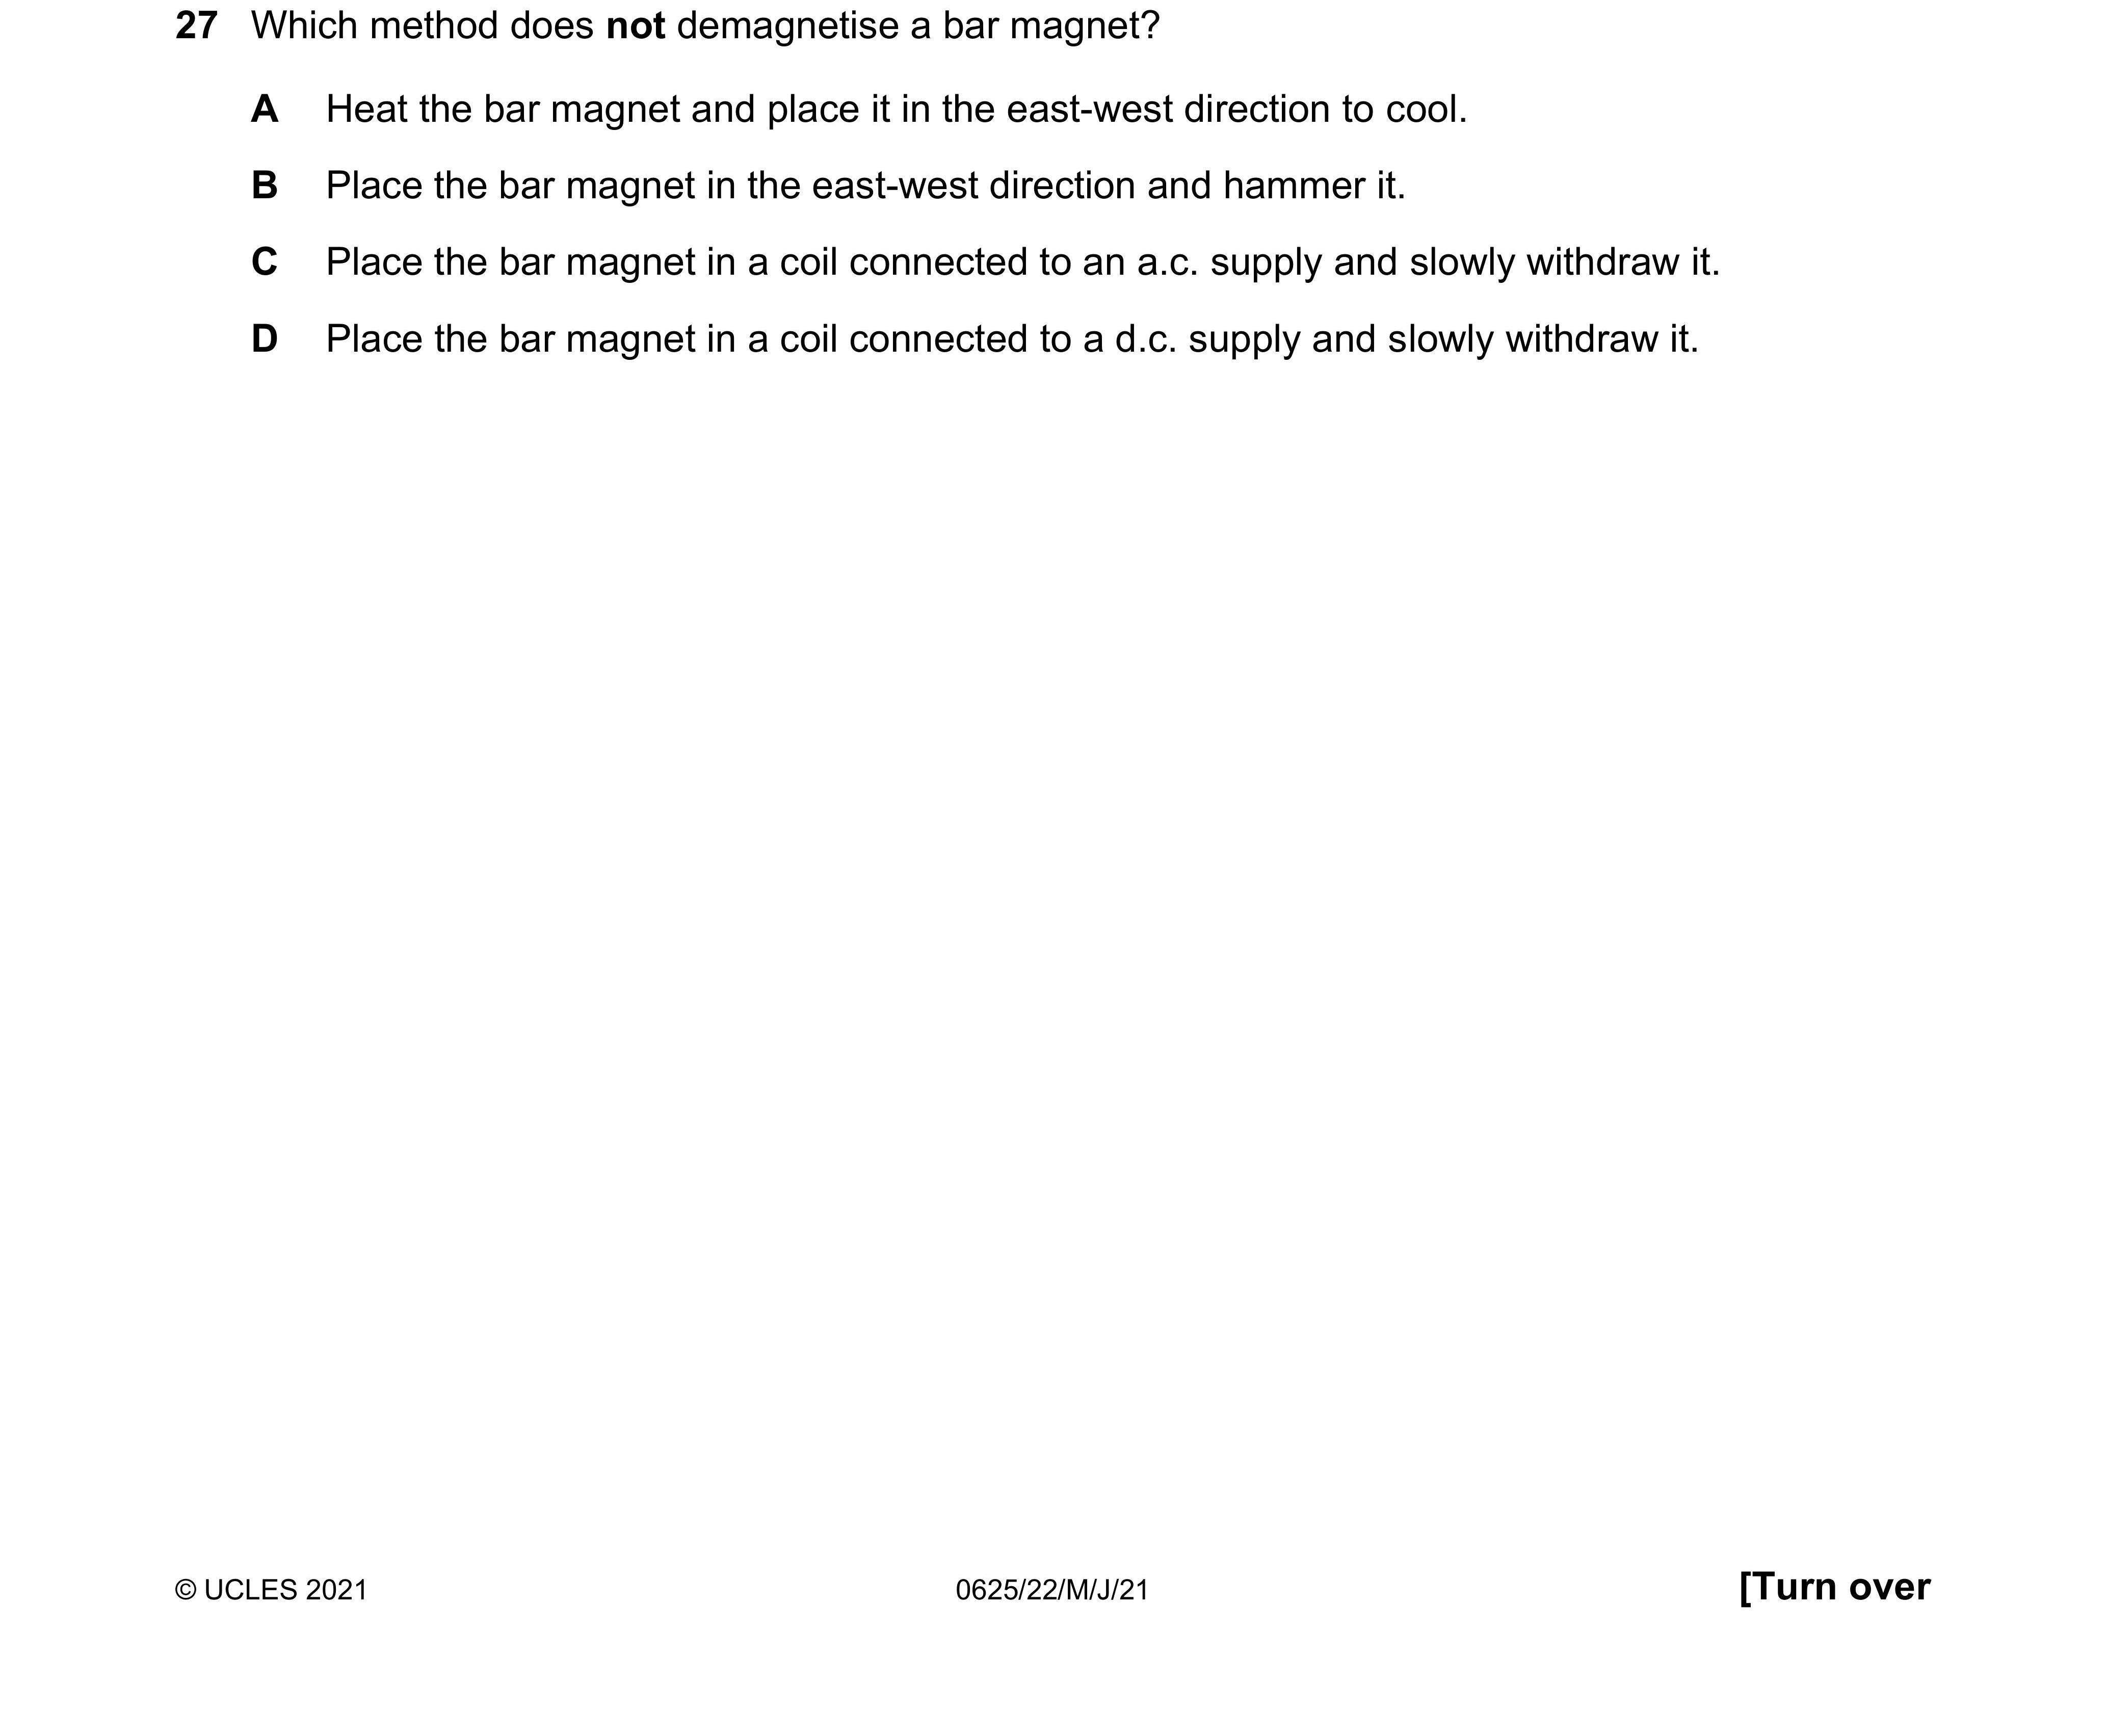 27 Which method does not demagnetise a bar magnet?
A Heat the bar magnet and place it in the east-west direction to cool.
B Place the bar magnet in the east-west direction and hammer it.
C Place the bar magnet in a coil connected to an a.c. supply and slowly withdraw it.
D Place the bar magnet in a coil connected to a d.c. supply and slowly withdraw it.
© UCLES 2021 0625/22/M/J/21 [Turn over